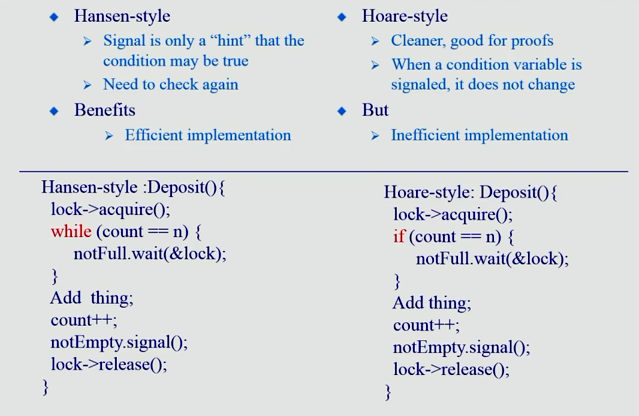 Hansen-style
Signal is only a “hint” that the
condition may be true
Need to check again
Benefits
Efficient implementation
Hoare-style
Cleaner, good for proofs
When a condition variable is
signaled, it does not change
But
Inefficient implementation
Hansen-style :Deposit(){
lock->acquire();
while (count == n) {
notFull.wait(&lock);
}
Add thing;
count++;
notEmpty.signal();
lock->release();
}
Hoare-style: Deposit(){
lock->acquire();
if (count == n) {
notFull.wait(&lock);
}
Add thing;
count++;
notEmpty.signal();
lock->release();
}